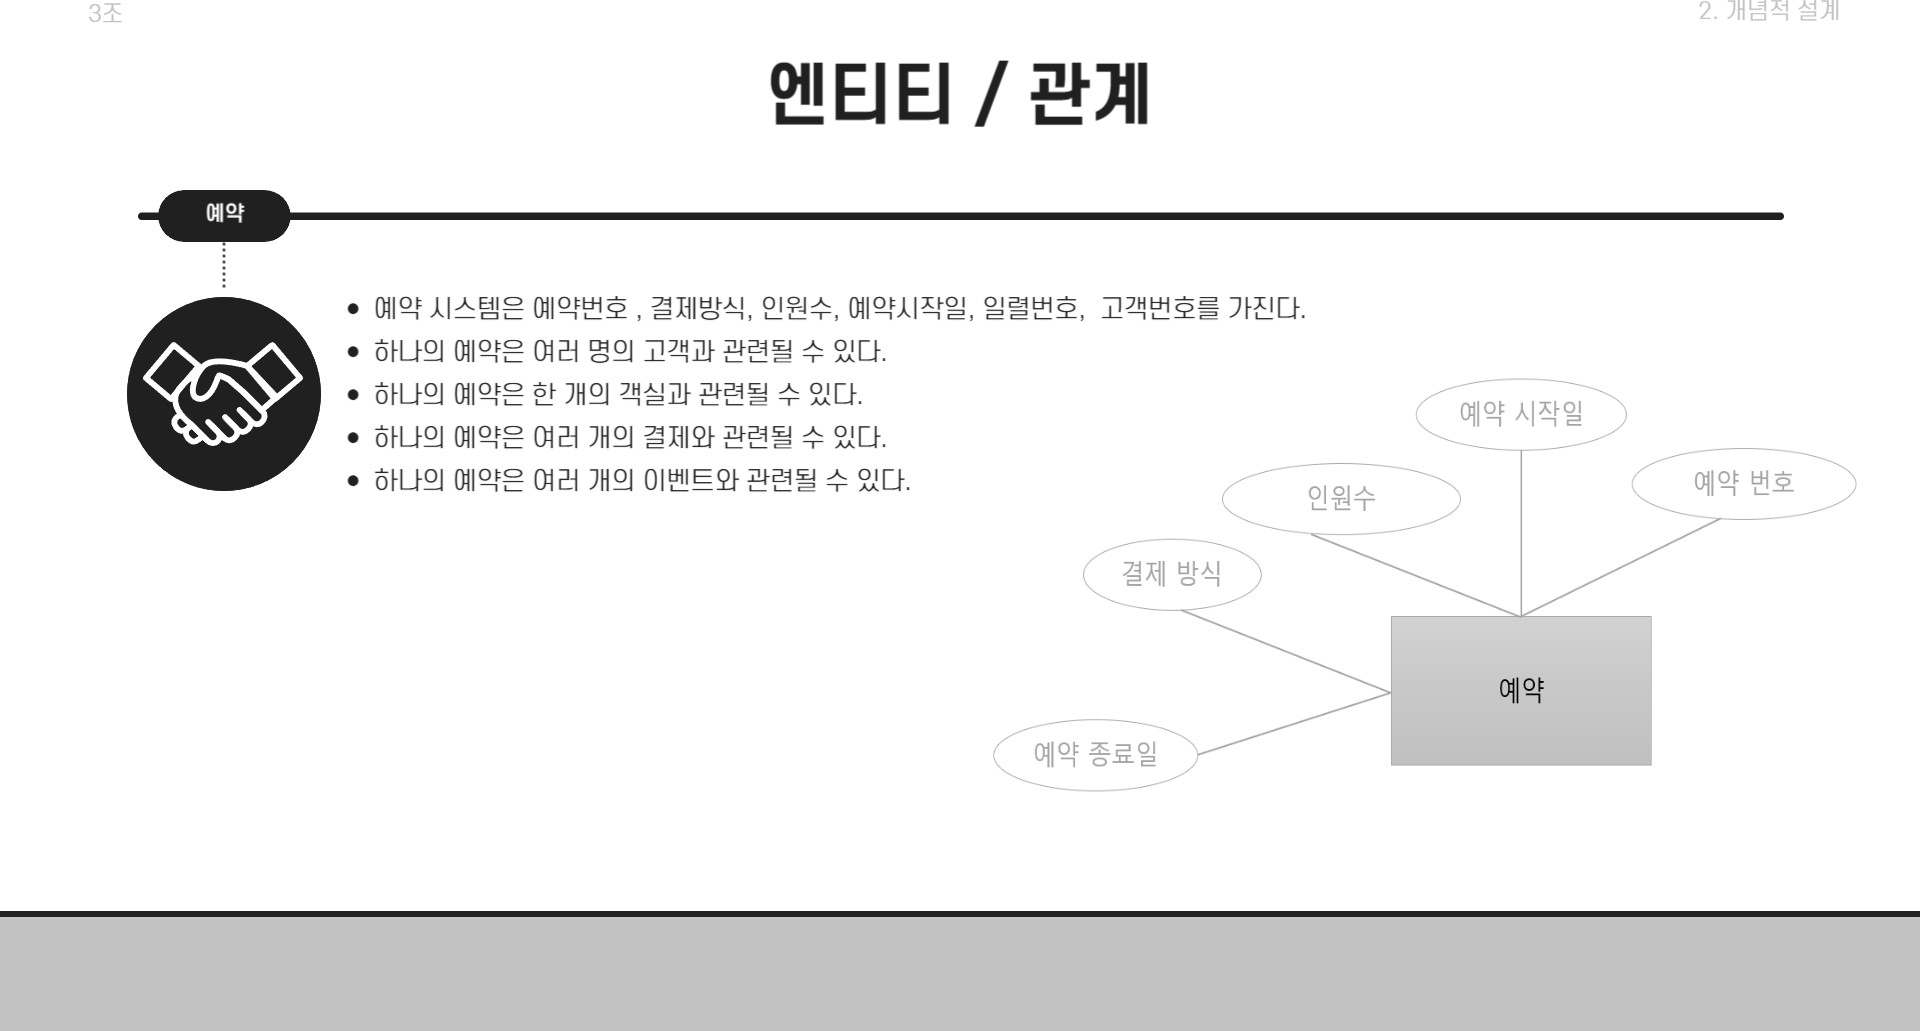 3조
2. 개념적 설계
엔티티 / 관계
예약
● 예약 시스템은 예약번호 , 결제방식, 인원수, 예약시작일, 일렬번호, 고객번호를 가진다.
● 하나의 예약은 여러 명의 고객과 관련될 수 있다.
● 하나의 예약은 한 개의 객실과 관련될 수 있다.
● 하나의 예약은 여러 개의 결제와 관련될 수 있다.
● 하나의 예약은 여러 개의 이벤트와 관련될 수 있다.
예약 시작일
예약 번호
인원수
결제 방식
예약
예약 종료일